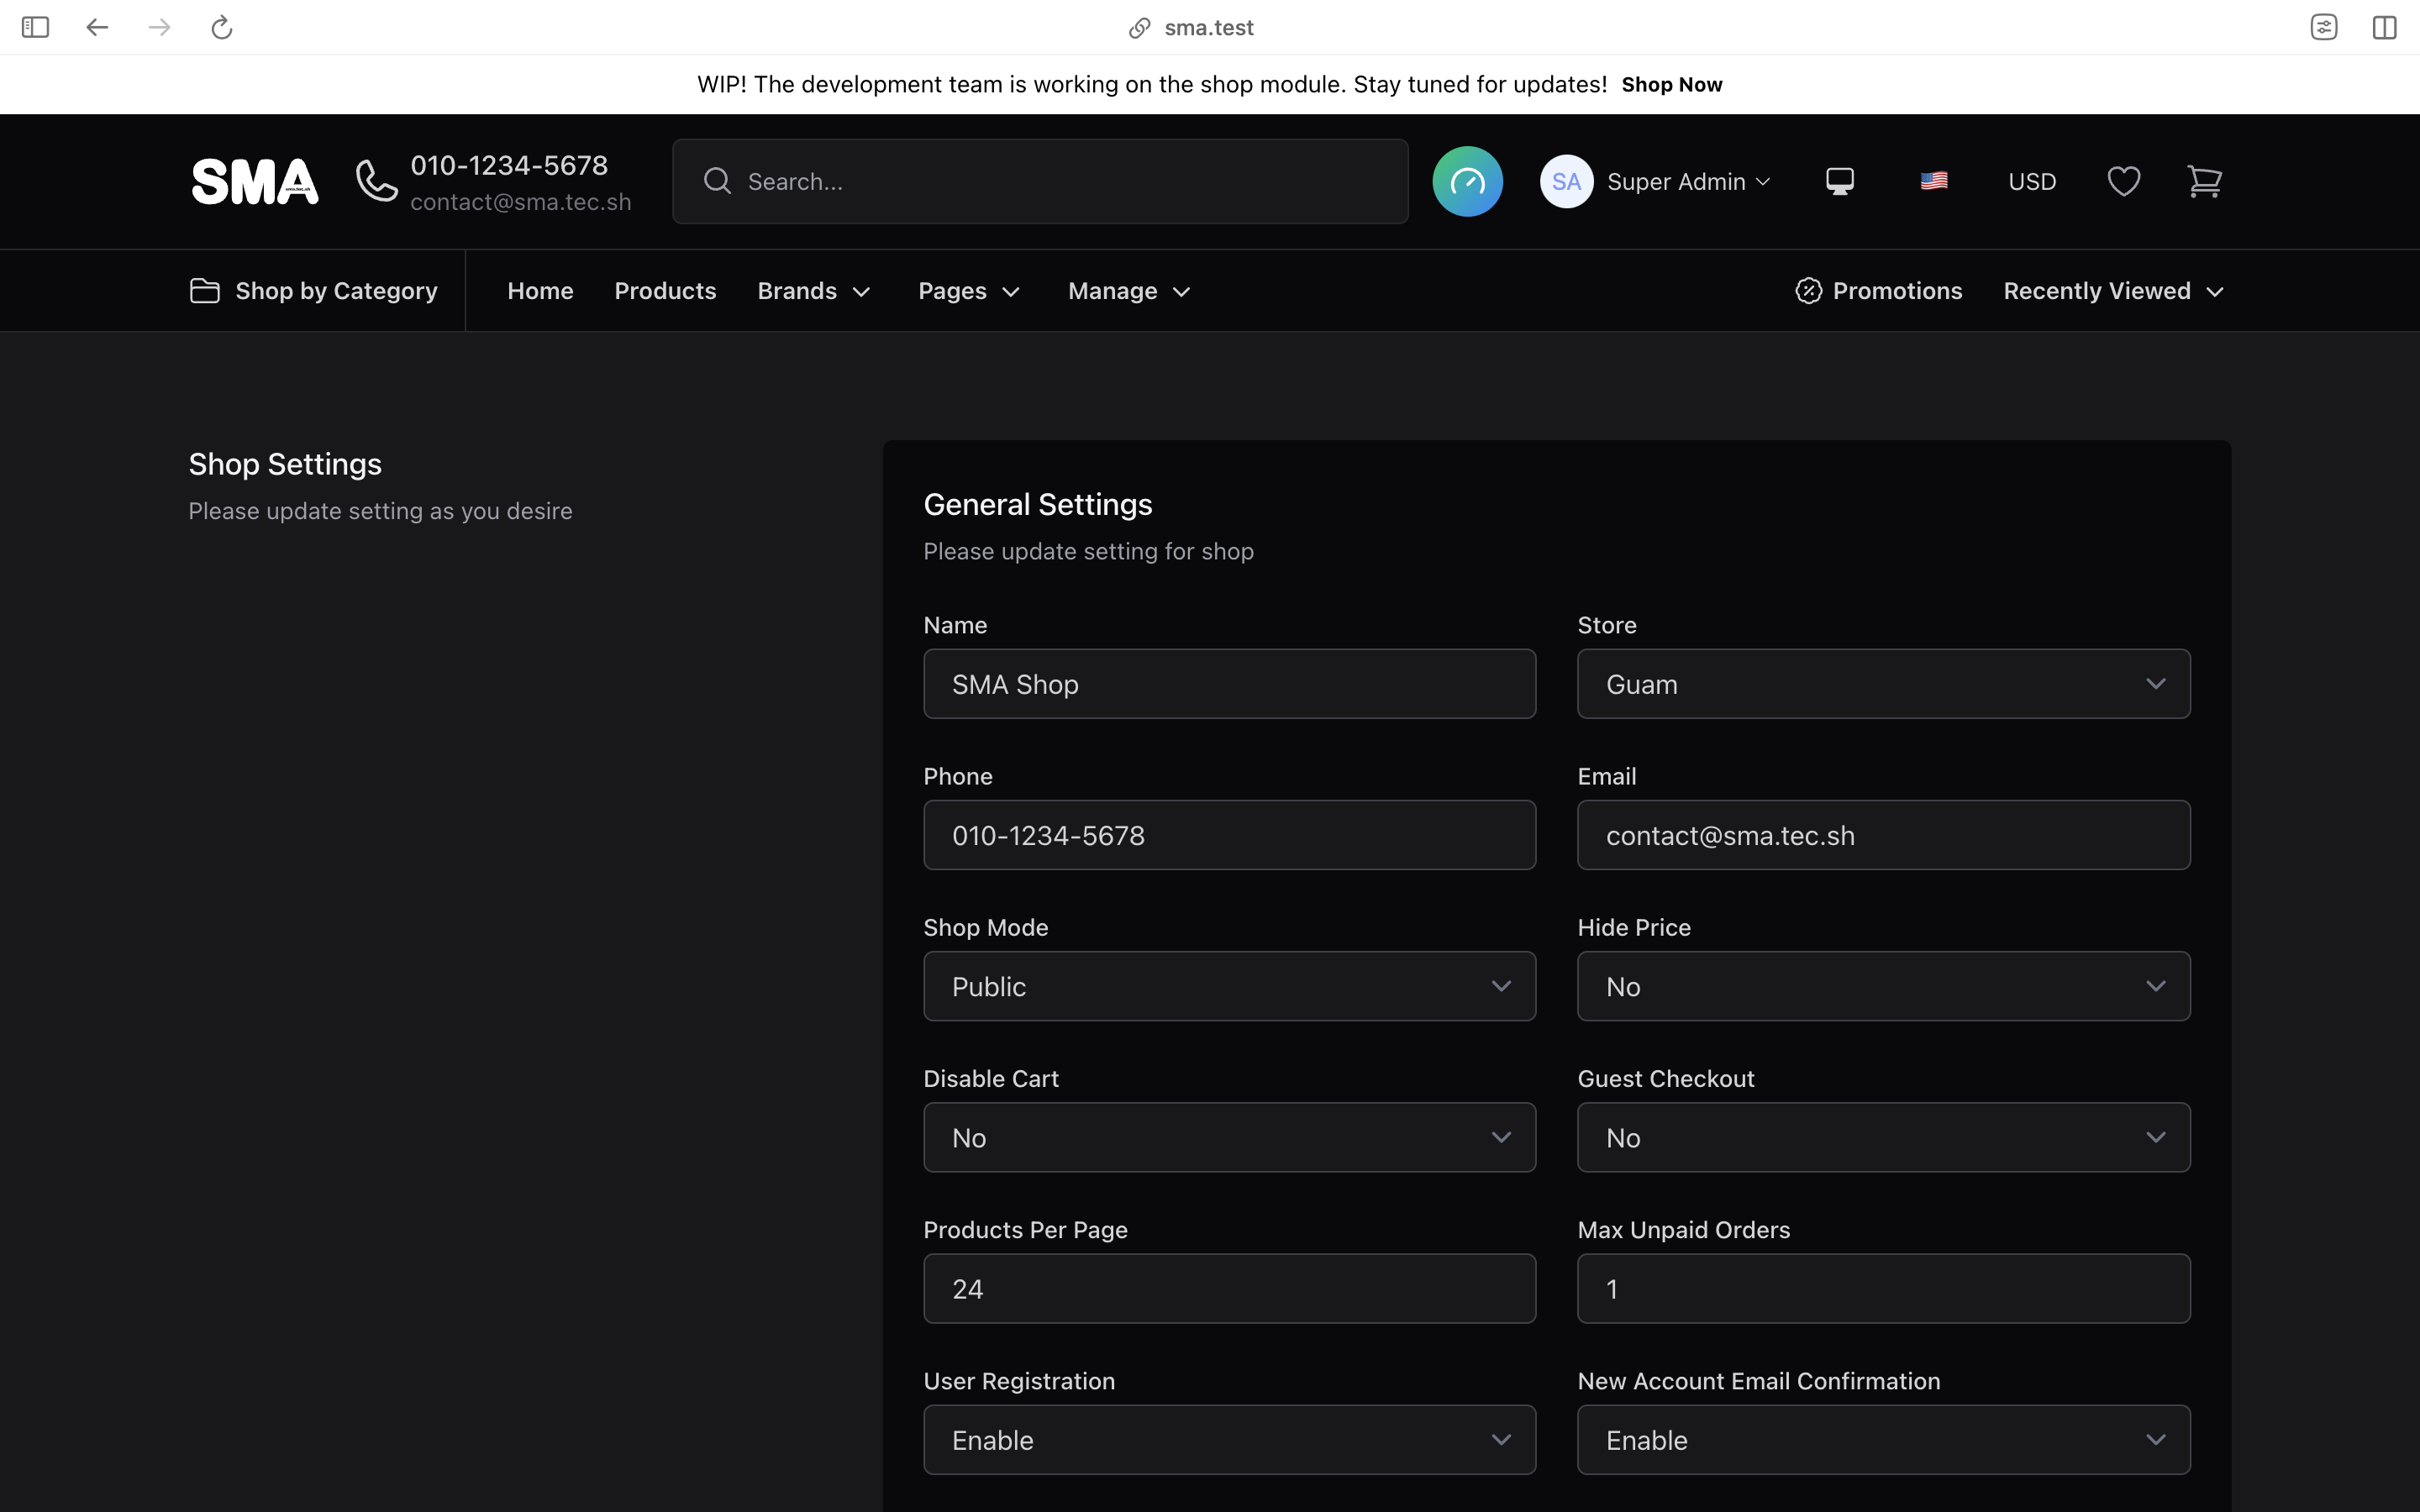 sma.test
WIP! The development team is working on the shop module. Stay tuned for updates! Shop Now
SMA
010-1234-5678
contact@sma.tec.sh
Search...
SA
Super Admin
USD
Shop by Category
Home
Products
Brands
Pages
Manage
Promotions
Recently Viewed
Shop Settings
Please update setting as you desire
General Settings
Please update setting for shop
Name
SMA Shop
Store
Guam
Phone
010-1234-5678
Email
contact@sma.tec.sh
Shop Mode
Public
Hide Price
No
Disable Cart
No
Guest Checkout
No
Products Per Page
24
Max Unpaid Orders
1
User Registration
Enable
New Account Email Confirmation
Enable